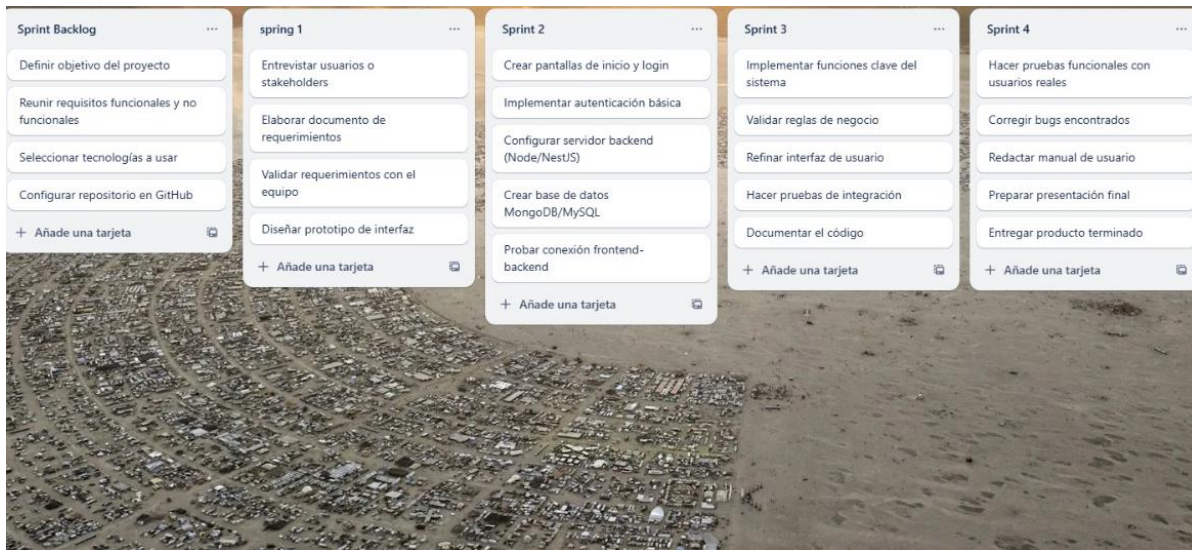 Sprint Backlog
Definir objetivo del proyecto
Reunir requisitos funcionales y no
funcionales
Seleccionar tecnologías a usar
Configurar repositorio en GitHub
+ Añade una tarjeta
spring 1
Entrevistar usuarios o
stakeholders
Elaborar documento de
requerimientos
Validar requerimientos con el
equipo
Diseñar prototipo de interfaz
+ Añade una tarjeta
Sprint 2
Crear pantallas de inicio y login
Implementar autenticación básica
Configurar servidor backend
(Node/NestJS)
Crear base de datos
MongoDB/MySQL
Probar conexión frontend-
backend
+ Añade una tarjeta
Sprint 3
Implementar funciones clave del
sistema
Validar reglas de negocio
Refinar interfaz de usuario
Hacer pruebas de integración
Documentar el código
+ Añade una tarjeta
Sprint 4
Hacer pruebas funcionales con
usuarios reales
Corregir bugs encontrados
Redactar manual de usuario
Preparar presentación final
Entregar producto terminado
+ Añade una tarjeta